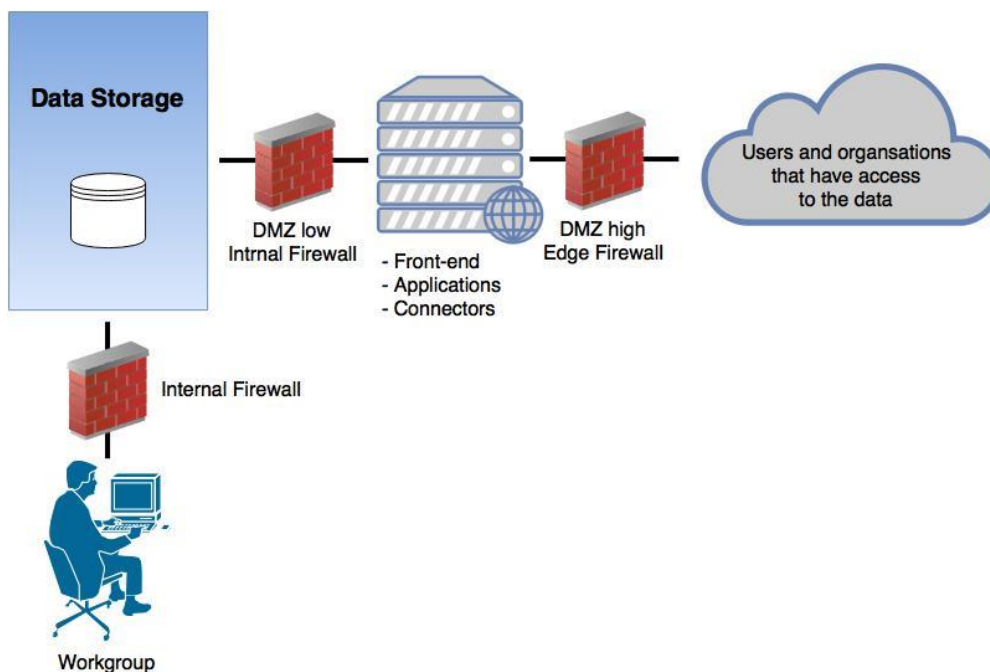 Data Storage
DMZ low
Intrnal Firewall
- Front-end
- Applications
- Connectors
DMZ high
Edge Firewall
Users and organsations
that have access
to the data
Internal Firewall
Workgroup